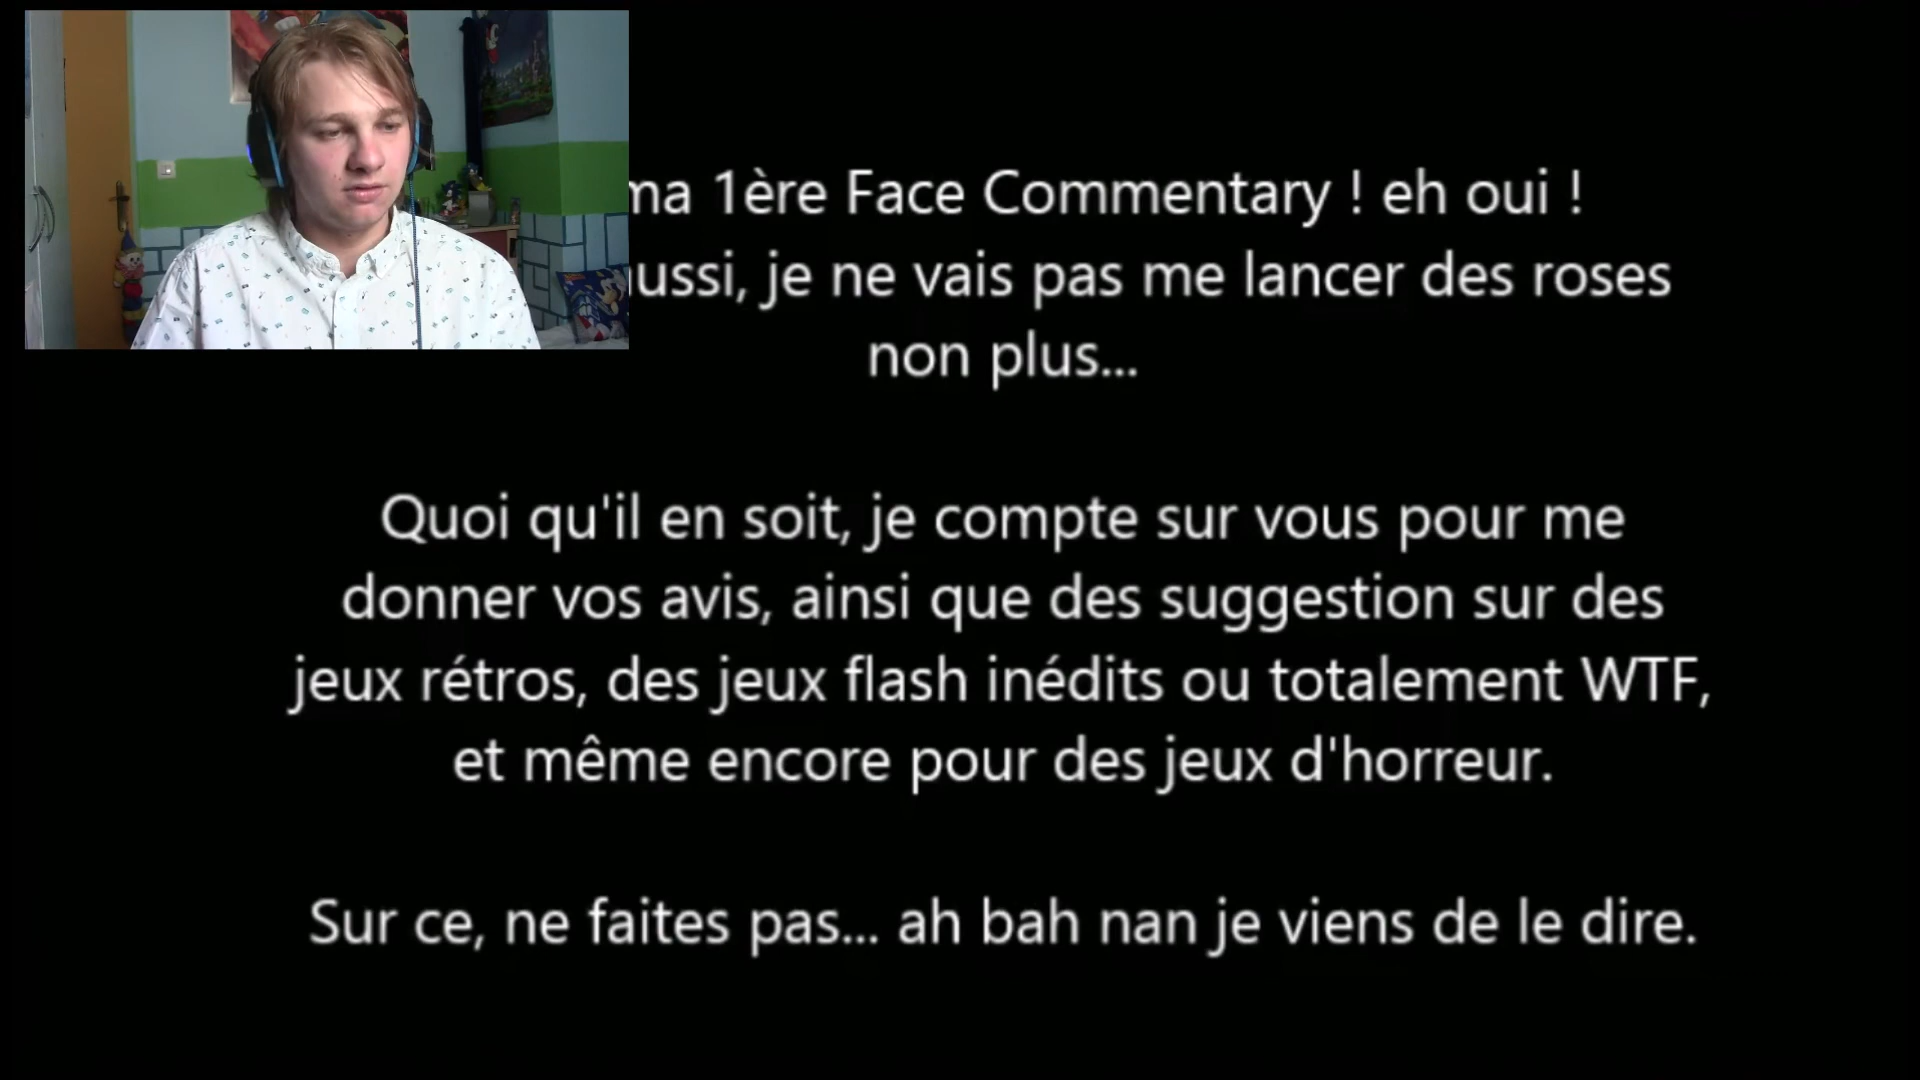 ma 1ère Face Commentary ! eh oui !
je ne vais pas me lancer des roses
non plus...
Quoi qu'il en soit, je compte sur vous pour me
donner vos avis, ainsi que des suggestion sur des
jeux rétros, des jeux flash inédits ou totalement WTF,
et même encore pour des jeux d'horreur.
Sur ce, ne faites pas... ah bah nan je viens de le dire.